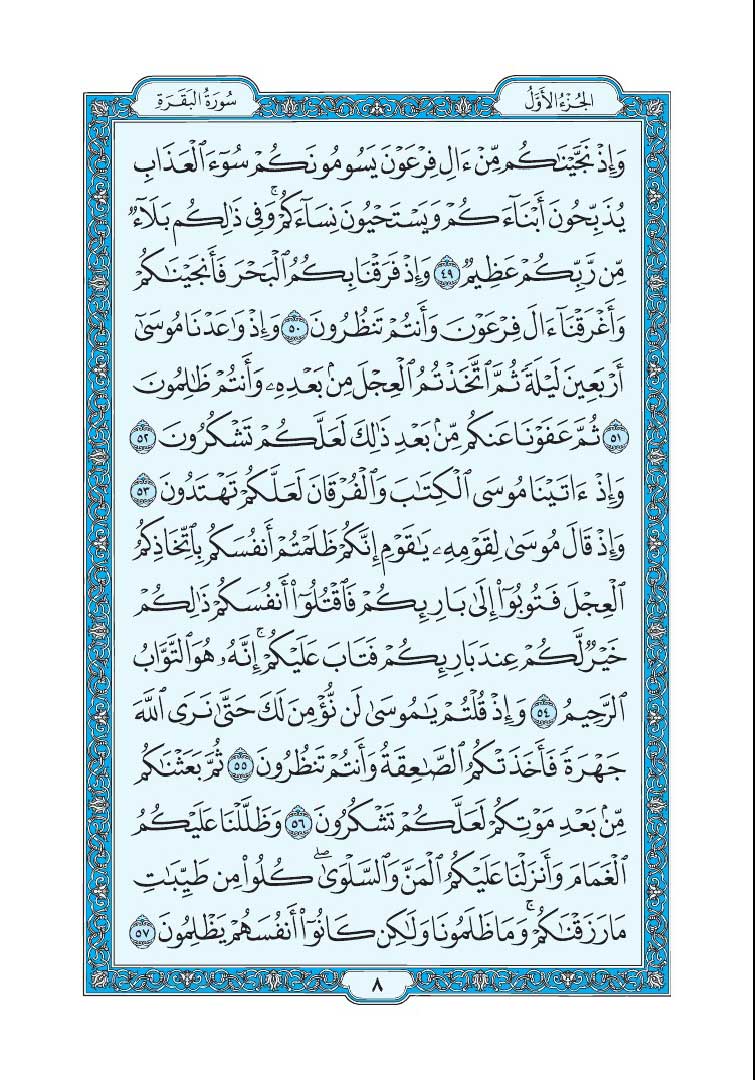 الجُزْءُ الأَوَّلُ
سُورَةُ البَقَرَةِ
وَإِذْ نَجَّيْنَٰكُم مِّنْ ءَالِ فِرْعَوْنَ يَسُومُونَكُمْ سُوٓءَ ٱلْعَذَابِ
يُذَبِّحُونَ أَبْنَآءَكُمْ وَيَسْتَحْيُونَ نِسَآءَكُمْ ۚ وَفِى ذَٰلِكُم بَلَآءٌ
مِّن رَّبِّكُمْ عَظِيمٌ ٤٩ وَإِذْ فَرَقْنَا بِكُمُ ٱلْبَحْرَ فَأَنجَيْنَٰكُمْ
وَأَغْرَقْنَآ ءَالَ فِرْعَوْنَ وَأَنتُمْ تَنظُرُونَ ٥٠ وَإِذْ وَٰعَدْنَا مُوسَىٰٓ
أَرْبَعِينَ لَيْلَةً ثُمَّ ٱتَّخَذْتُمُ ٱلْعِجْلَ مِنۢ بَعْدِهِۦ وَأَنتُمْ ظَٰلِمُونَ
٥١ ثُمَّ عَفَوْنَا عَنكُم مِّنۢ بَعْدِ ذَٰلِكَ لَعَلَّكُمْ تَشْكُرُونَ ٥٢
وَإِذْ ءَاتَيْنَا مُوسَى ٱلْكِتَٰبَ وَٱلْفُرْقَانَ لَعَلَّكُمْ تَهْتَدُونَ ٥٣
وَإِذْ قَالَ مُوسَىٰ لِقَوْمِهِۦ يَٰقَوْمِ إِنَّكُمْ ظَلَمْتُمْ أَنفُسَكُم بِٱتِّخَاذِكُمُ
ٱلْعِجْلَ فَتُوبُوٓا۟ إِلَىٰ بَارِئِكُمْ فَٱقْتُلُوٓا۟ أَنفُسَكُمْ ذَٰلِكُمْ
خَيْرٌ لَّكُمْ عِندَ بَارِئِكُمْ فَتَابَ عَلَيْكُمْ ۚ إِنَّهُۥ هُوَ ٱلتَّوَّابُ
ٱلرَّحِيمُ ٥٤ وَإِذْ قُلْتُمْ يَٰمُوسَىٰ لَن نُّؤْمِنَ لَكَ حَتَّىٰ نَرَى ٱللَّهَ
جَهْرَةً فَأَخَذَتْكُمُ ٱلصَّٰعِقَةُ وَأَنتُمْ تَنظُرُونَ ٥٥ ثُمَّ بَعَثْنَٰكُم
مِّنۢ بَعْدِ مَوْتِكُمْ لَعَلَّكُمْ تَشْكُرُونَ ٥٦ وَظَلَّلْنَا عَلَيْكُمُ
ٱلْغَمَامَ وَأَنزَلْنَا عَلَيْكُمُ ٱلْمَنَّ وَٱلسَّلْوَىٰ ۖ كُلُوا۟ مِن طَيِّبَٰتِ
مَا رَزَقْنَٰكُمْ ۚ وَمَا ظَلَمُونَا وَلَٰكِن كَانُوٓا۟ أَنفُسَهُمْ يَظْلِمُونَ ٥٧
٨